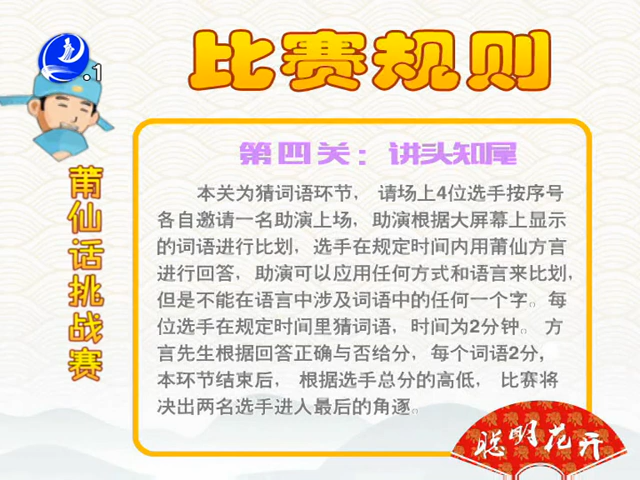 .1
比赛规则
莆仙话挑战赛
第四关：讲头知尾
本关为猜词语环节， 请场上4位选手按序号
各自邀请一名助演上场，助演根据大屏幕上显示
的词语进行比划，选手在规定时间内用莆仙方言
进行回答，助演可以应用任何方式和语言来比划，
但是不能在语言中涉及词语中的任何一个字。每
位选手在规定时间里猜词语，时间为2分钟。 方
言先生根据回答正确与否给分，每个词语2分，
本环节结束后， 根据选手总分的高低， 比赛将
决出两名选手进入最后的角逐。
聪明花开